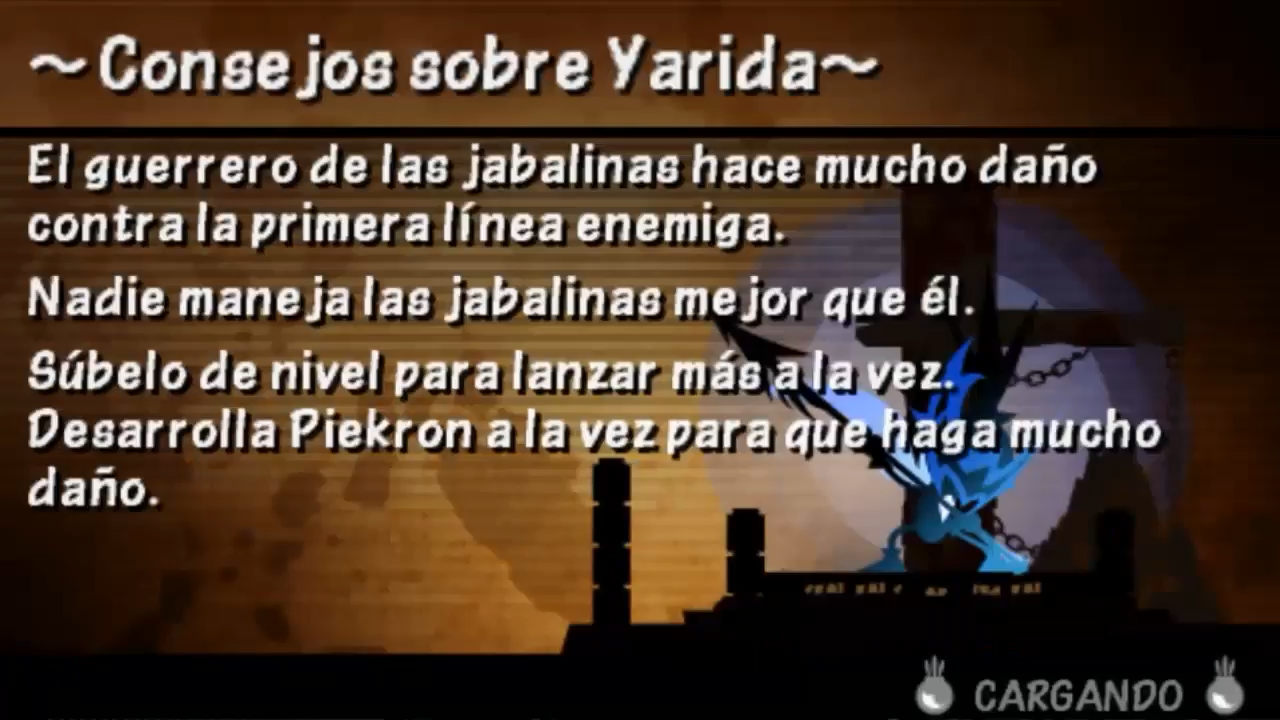 ~Consejos sobre Yarida~
El guerrero de las jabalinas hace mucho daño
contra la primera línea enemiga.
Nadie maneja las jabalinas mejor que él.
Súbelo de nivel para lanzar más a la vez.
Desarrolla Piekron a la vez para que haga mucho
daño.
CARGANDO